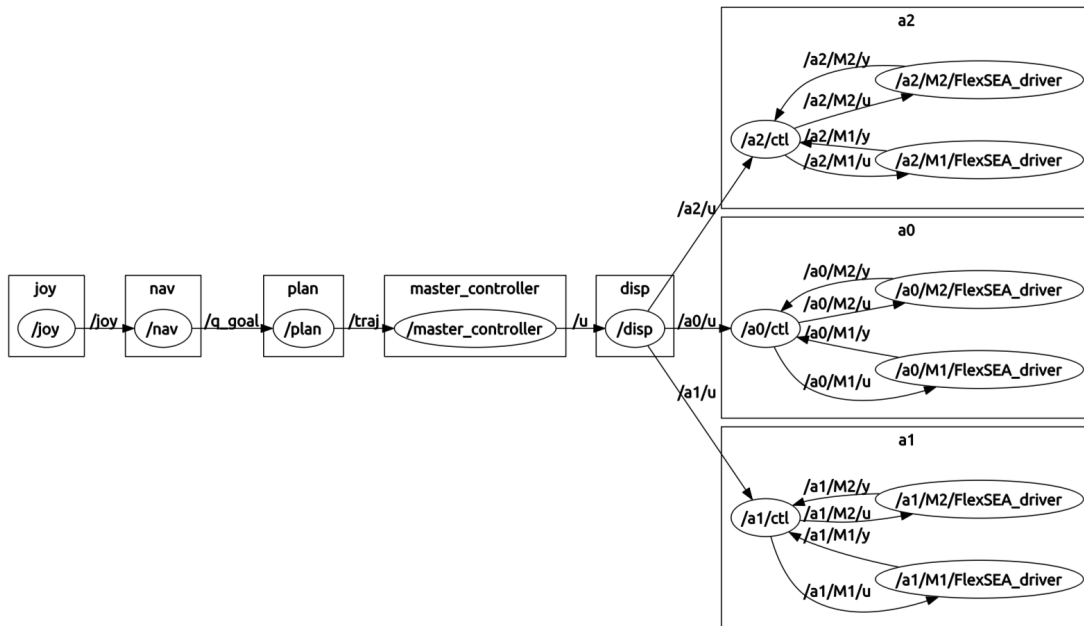 joy
/joy
/joy
nav
/nav
/q_goal
plan
/plan
/traj
master_controller
/master_controller
/u
disp
/disp
/a2/u
/a0/u
/a1/u
a2
/a2/ctl
/a2/M2/y
/a2/M2/u
/a2/M2/FlexSEA_driver
/a2/M1/y
/a2/M1/u
/a2/M1/FlexSEA_driver
a0
/a0/ctl
/a0/M2/y
/a0/M2/u
/a0/M2/FlexSEA_driver
/a0/M1/y
/a0/M1/u
/a0/M1/FlexSEA_driver
a1
/a1/ctl
/a1/M2/y
/a1/M2/u
/a1/M2/FlexSEA_driver
/a1/M1/y
/a1/M1/u
/a1/M1/FlexSEA_driver